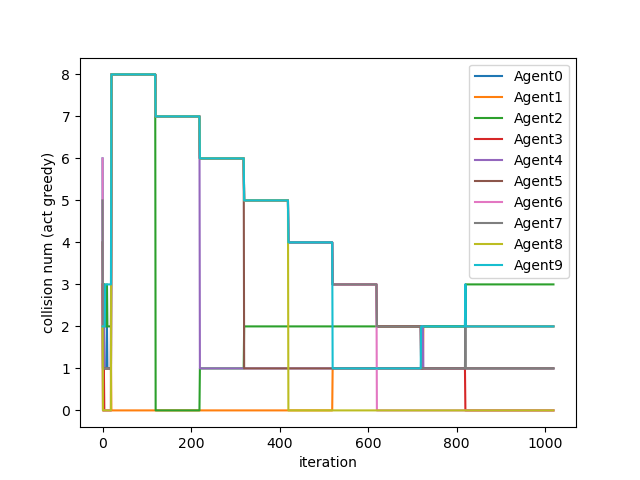 collision num (act greedy)
8
7
6
5
4
3
2
1
0
0 200 400 600 800 1000
iteration
Agent0
Agent1
Agent2
Agent3
Agent4
Agent5
Agent6
Agent7
Agent8
Agent9